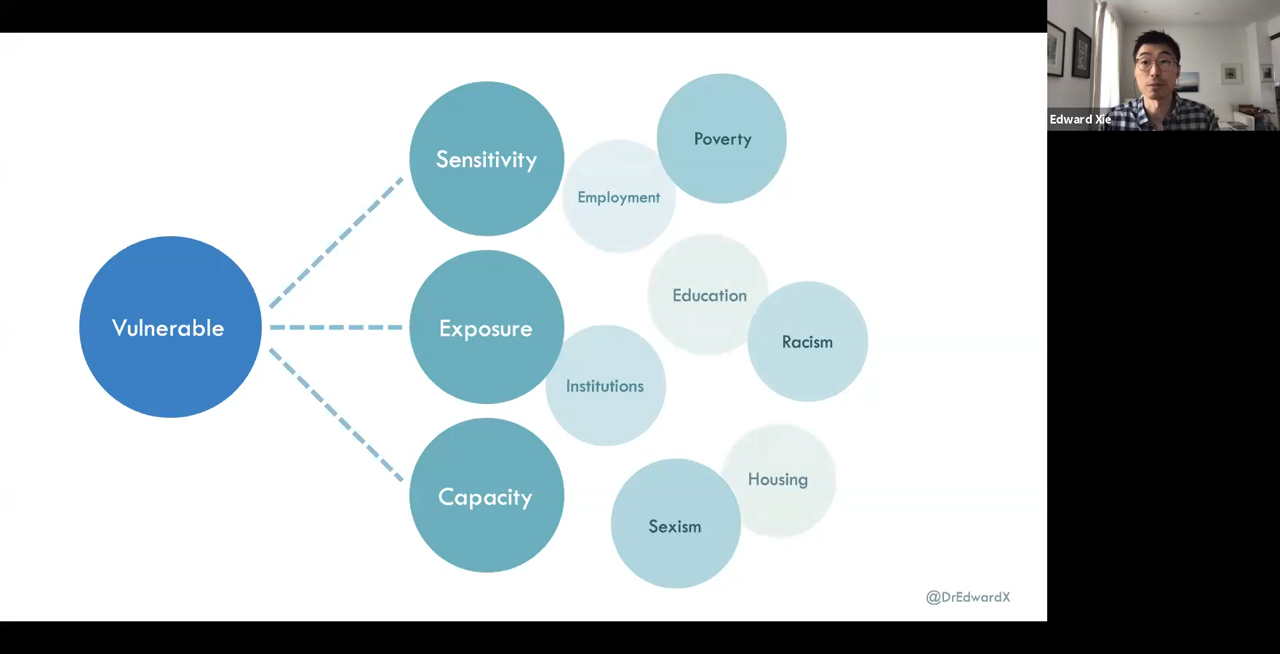 Vulnerable
Sensitivity
Exposure
Capacity
Employment
Poverty
Education
Racism
Institutions
Housing
Sexism
@DrEdwardX
Edward Xie